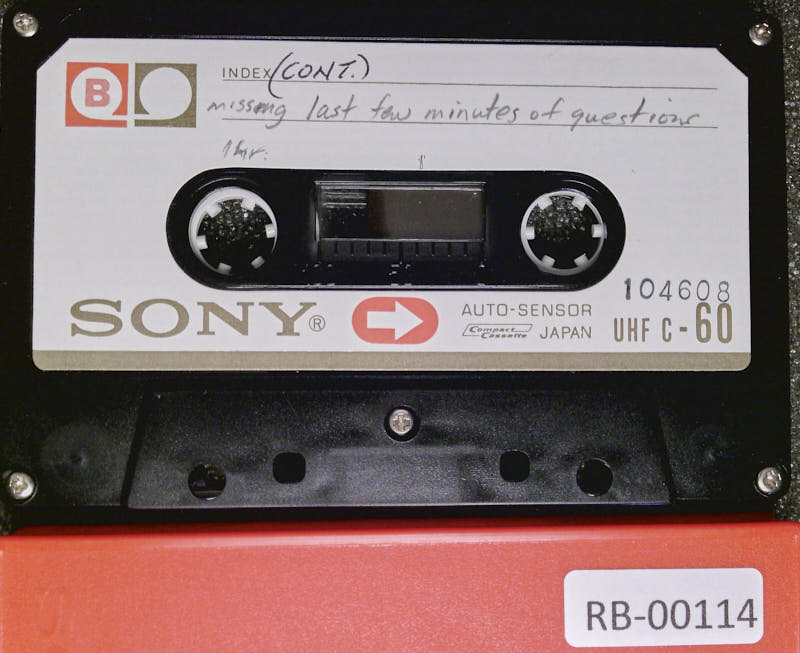 B
INDEX (CONT.)
missing last few minutes of questions
1 hr.
104608
SONY®
AUTO-SENSOR
Compact Cassette JAPAN
UHF C-60
RB-00114